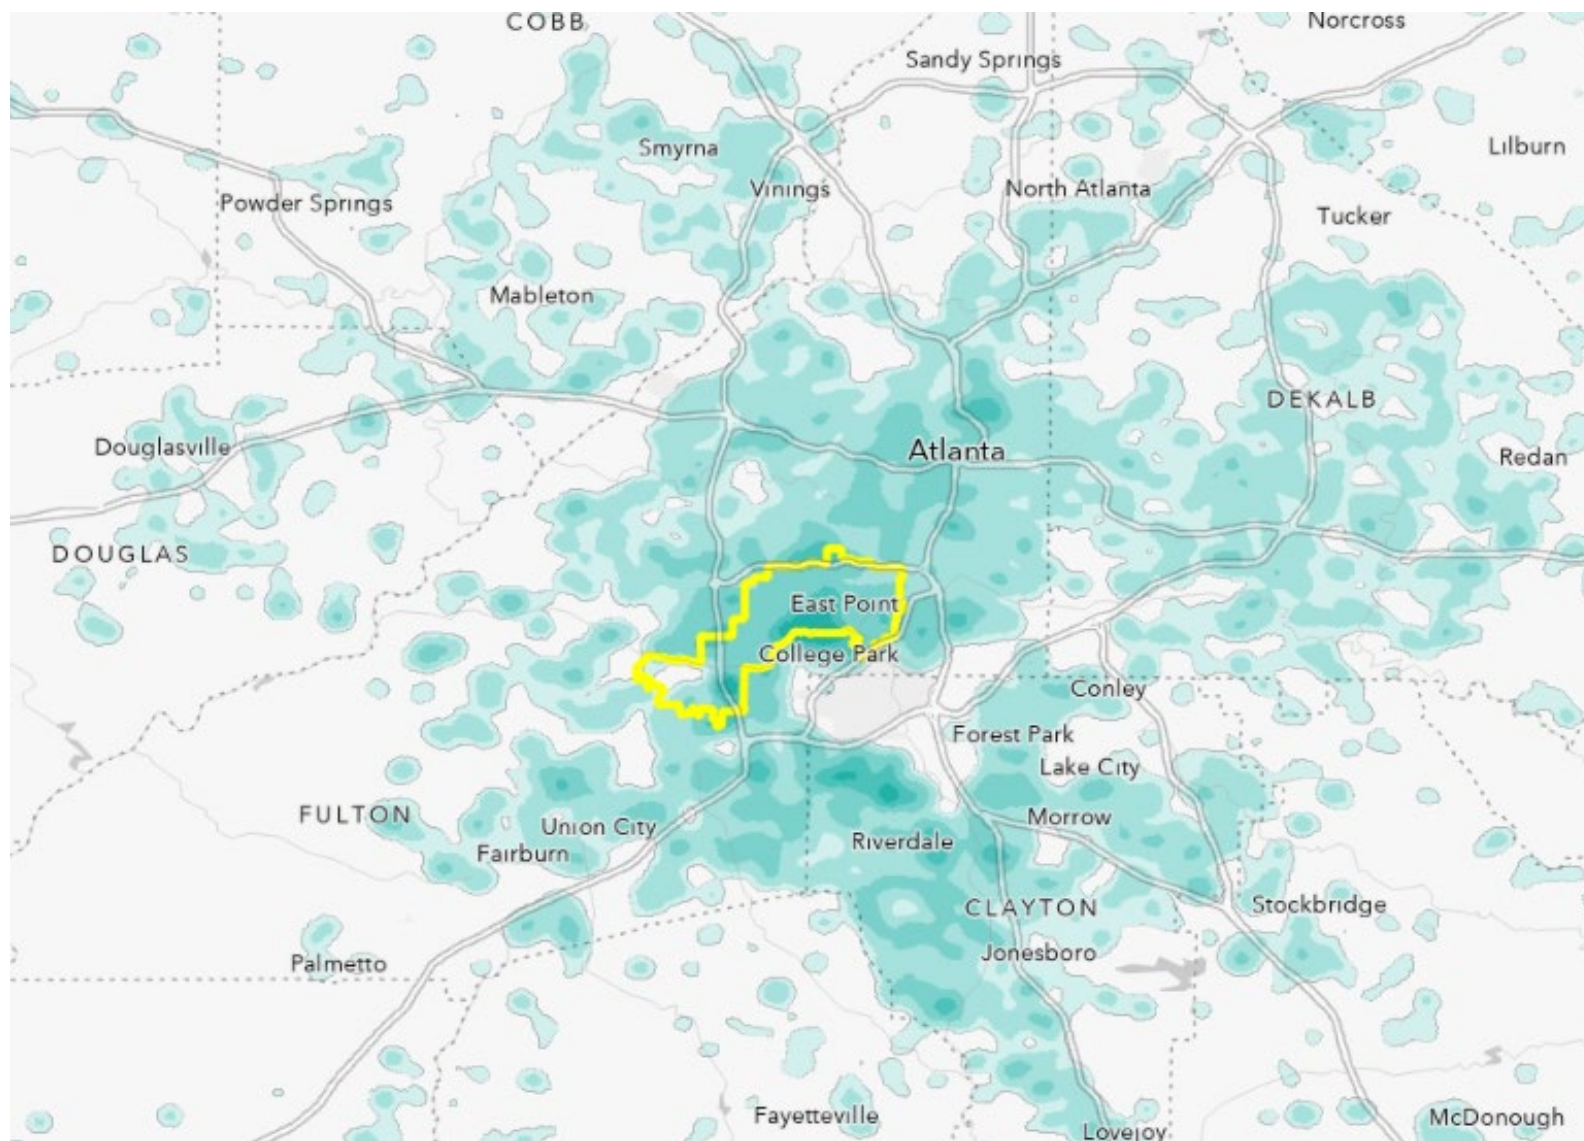 COBB
Norcross
Sandy Springs
Smyrna
Lilburn
Vinings
North Atlanta
Powder Springs
Tucker
Mableton
DEKALB
Douglasville
Atlanta
Redan
DOUGLAS
East Point
College Park
Conley
Forest Park
Lake City
FULTON
Morrow
Union City
Riverdale
Fairburn
CLAYTON
Stockbridge
Jonesboro
Palmetto
Fayetteville
McDonough
Lovejoy